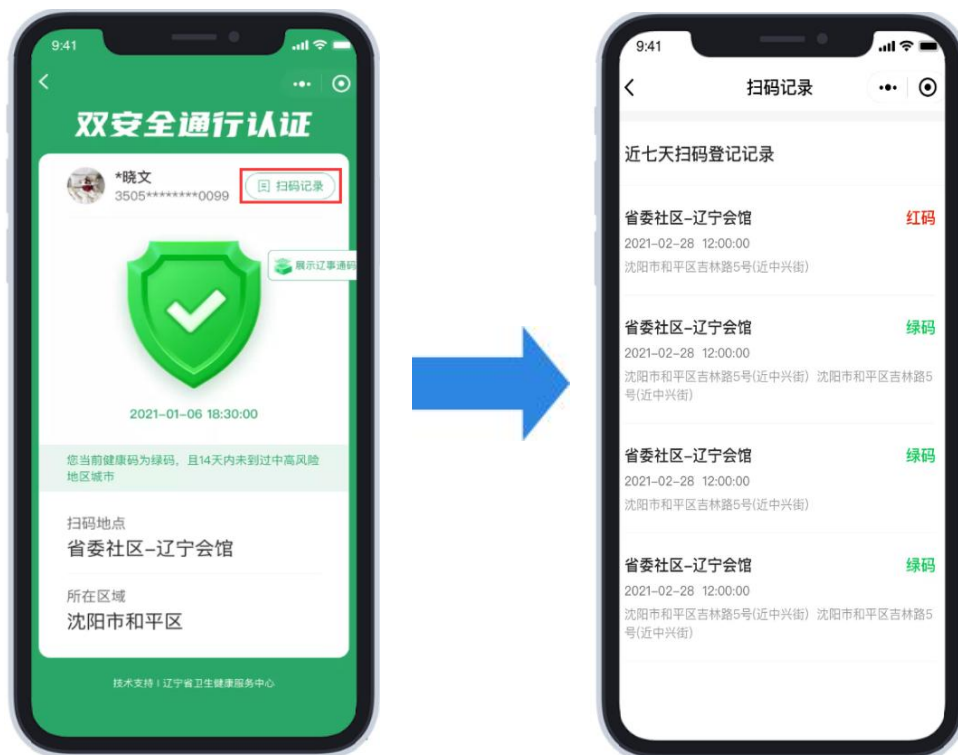 9:41
双安全通行认证
*晓文
3505********0099
扫码记录
展示辽事通码
2021-01-06 18:30:00
您当前健康码为绿码，且14天内未到过中高风险
地区城市
扫码地点
省委社区-辽宁会馆
所在区域
沈阳市和平区
技术支持 | 辽宁省卫生健康服务中心
9:41
扫码记录
近七天扫码登记记录
省委社区-辽宁会馆 红码
2021-02-28 12:00:00
沈阳市和平区吉林路5号(近中兴街)
省委社区-辽宁会馆 绿码
2021-02-28 12:00:00
沈阳市和平区吉林路5号(近中兴街) 沈阳市和平区吉林路5
号(近中兴街)
省委社区-辽宁会馆 绿码
2021-02-28 12:00:00
沈阳市和平区吉林路5号(近中兴街)
省委社区-辽宁会馆 绿码
2021-02-28 12:00:00
沈阳市和平区吉林路5号(近中兴街) 沈阳市和平区吉林路5
号(近中兴街)